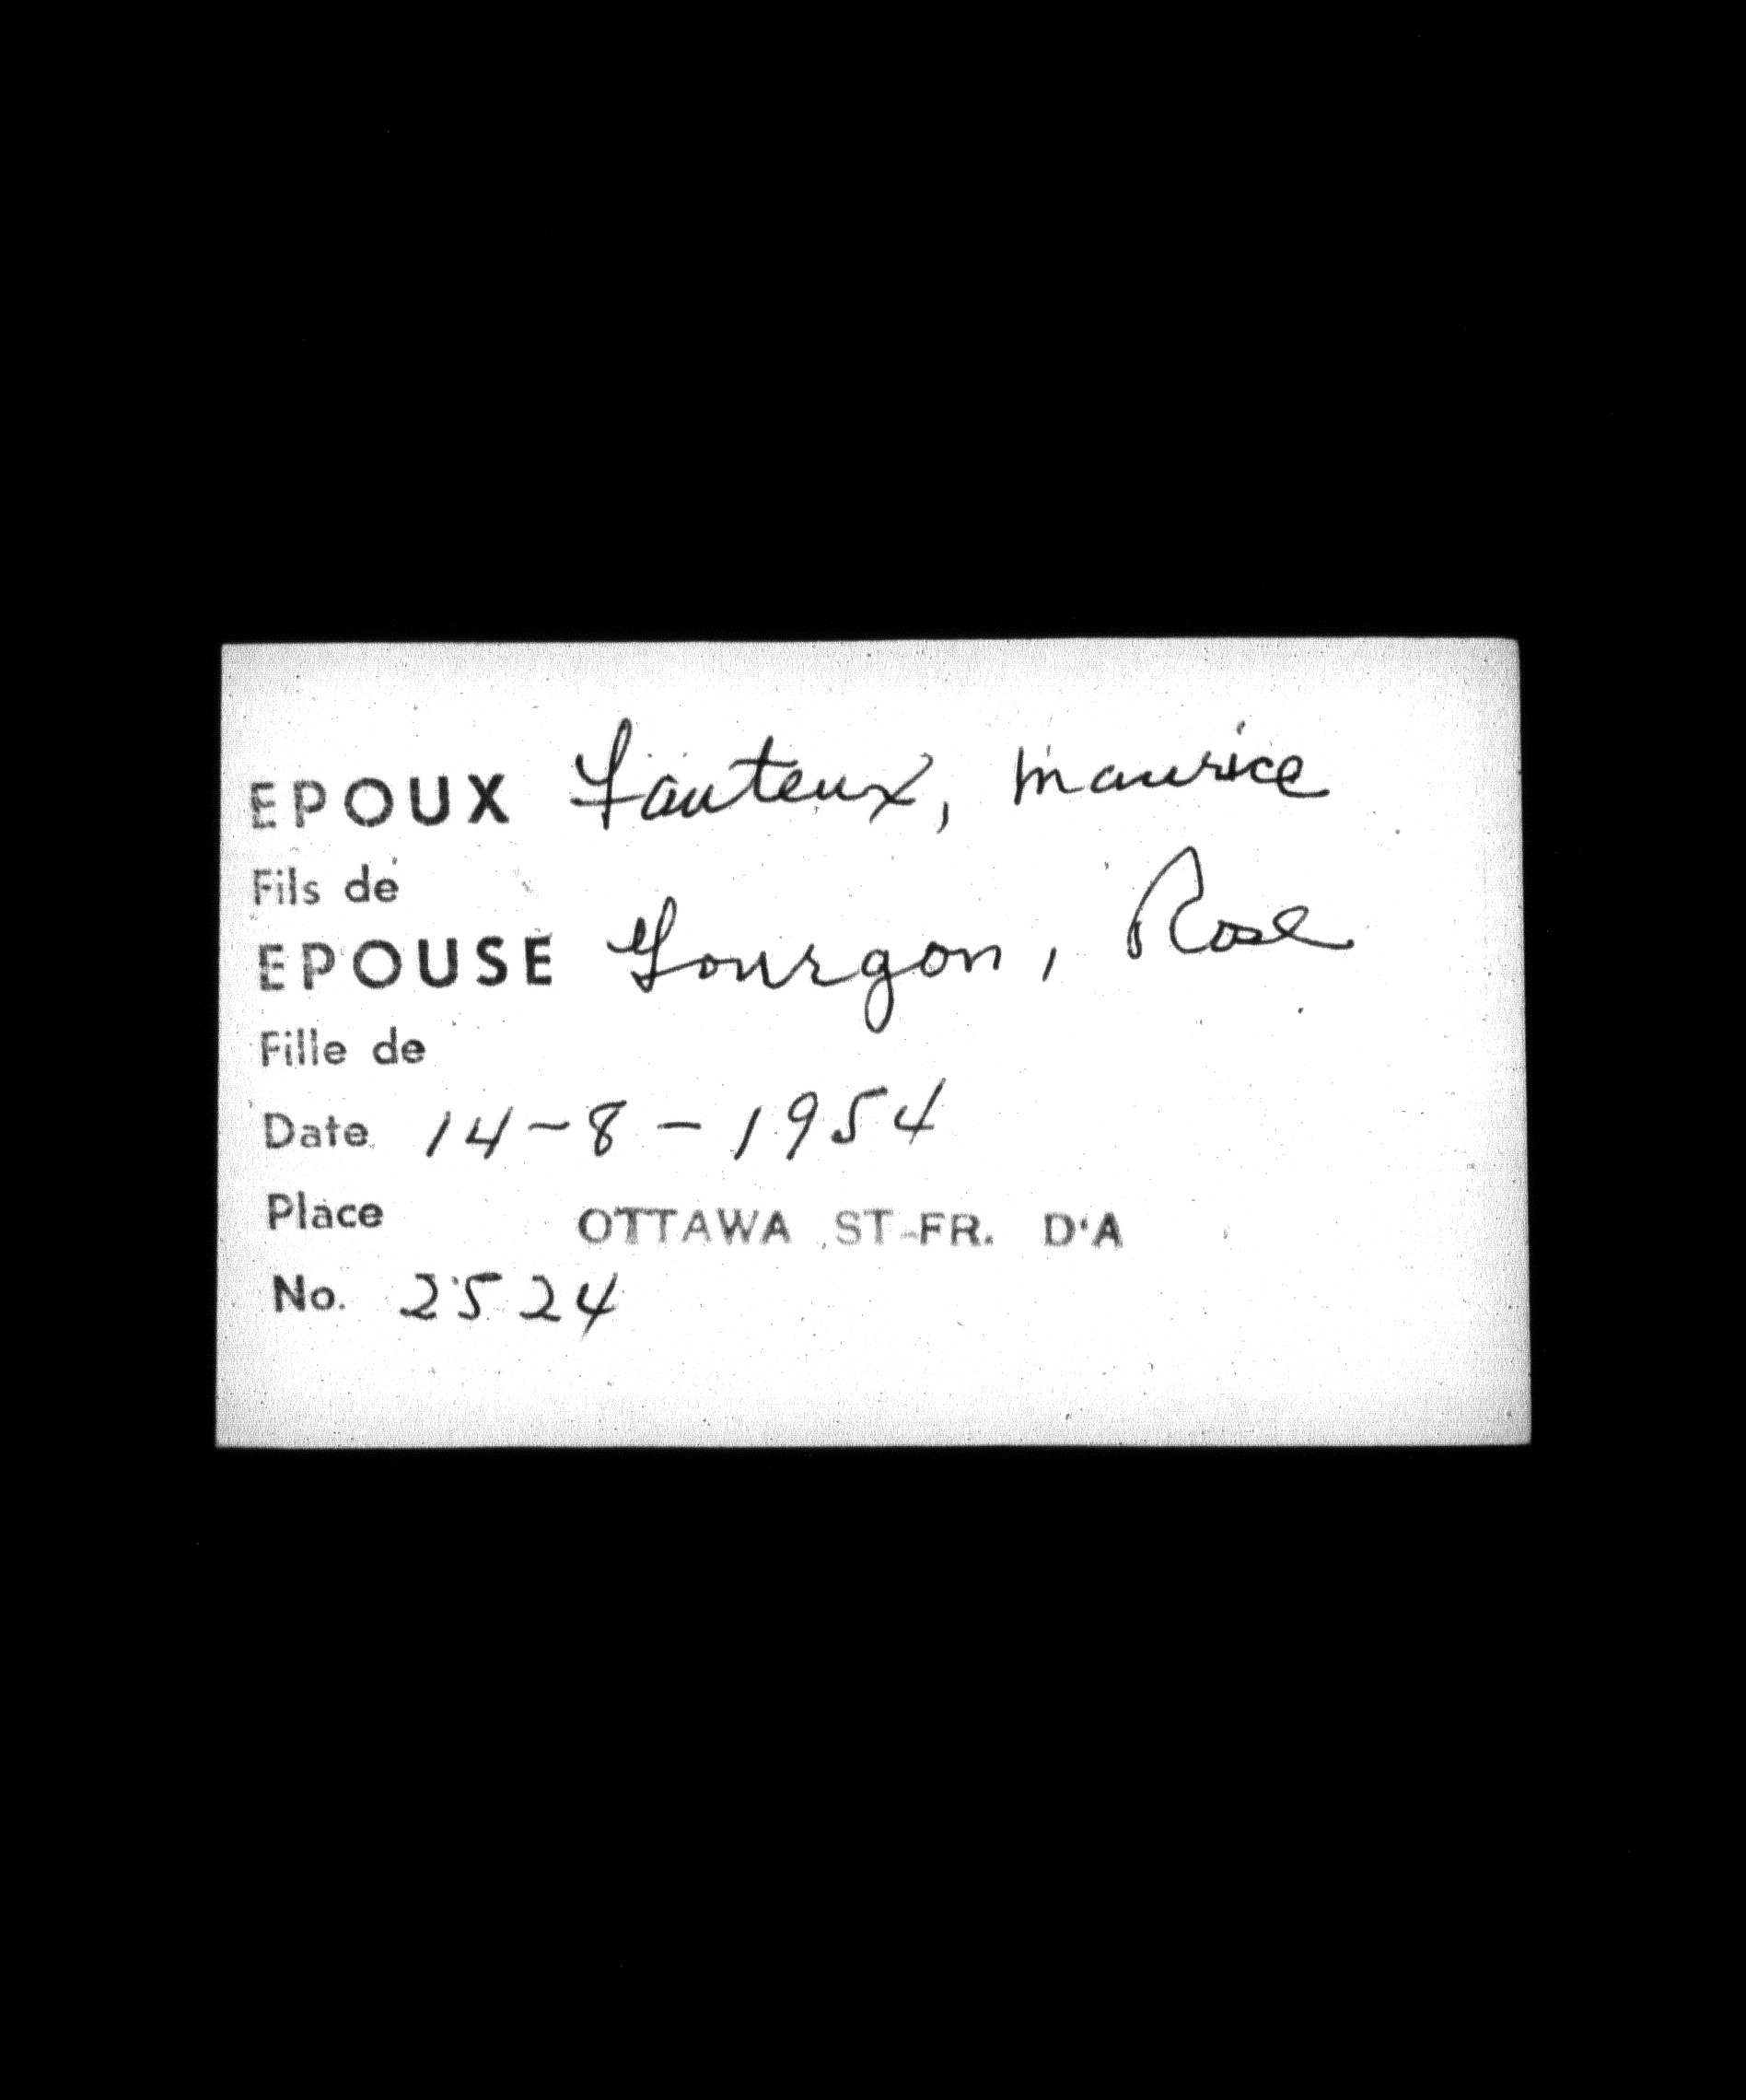 EPOUX Fauteux, Maurice
Fils de
EPOUSE Gourgon, Rose
Fille de
Date 14-8-1954
Place OTTAWA ST-FR. D'A
No. 2524